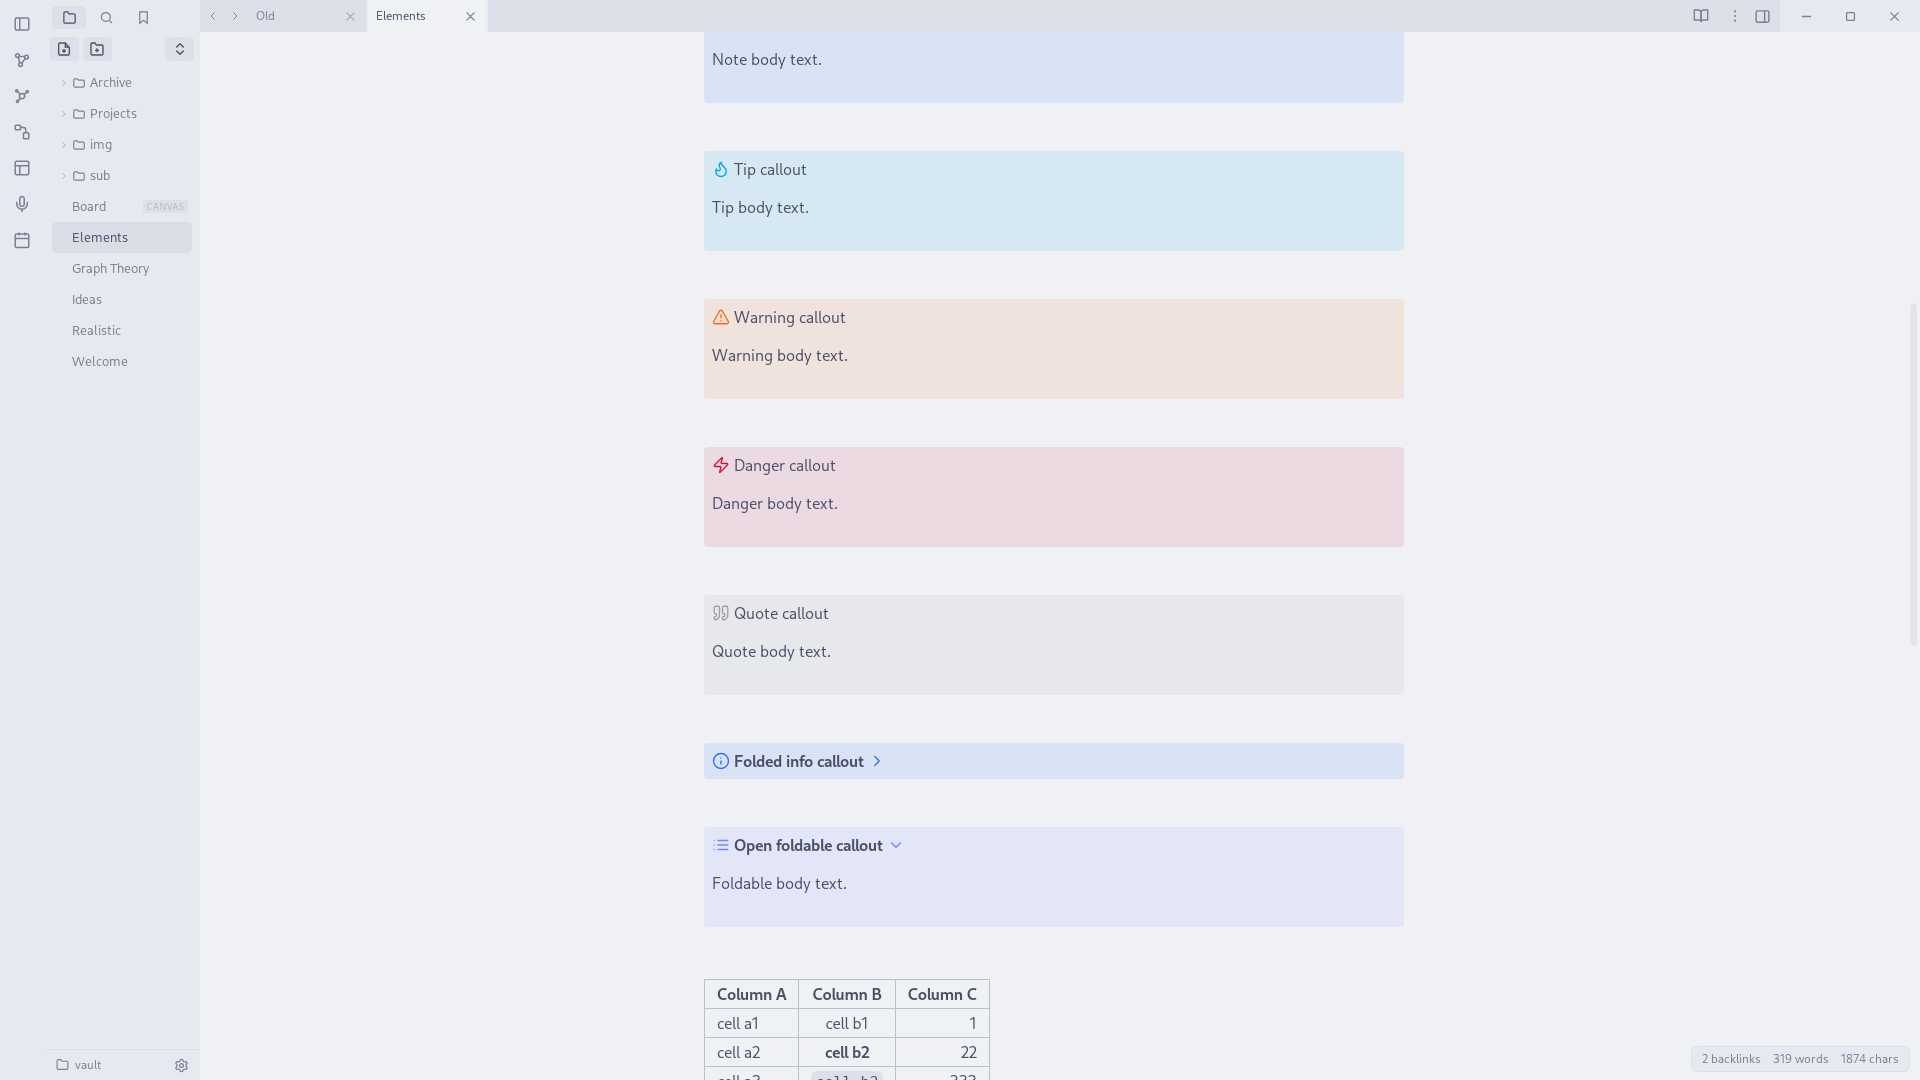 Old
Elements
Archive
Projects
img
sub
Board CANVAS
Elements
Graph Theory
Ideas
Realistic
Welcome
vault
Note body text.
Tip callout
Tip body text.
Warning callout
Warning body text.
Danger callout
Danger body text.
Quote callout
Quote body text.
Folded info callout
Open foldable callout
Foldable body text.
Column A Column B Column C
cell a1 cell b1 1
cell a2 cell b2 22
2 backlinks 319 words 1874 chars